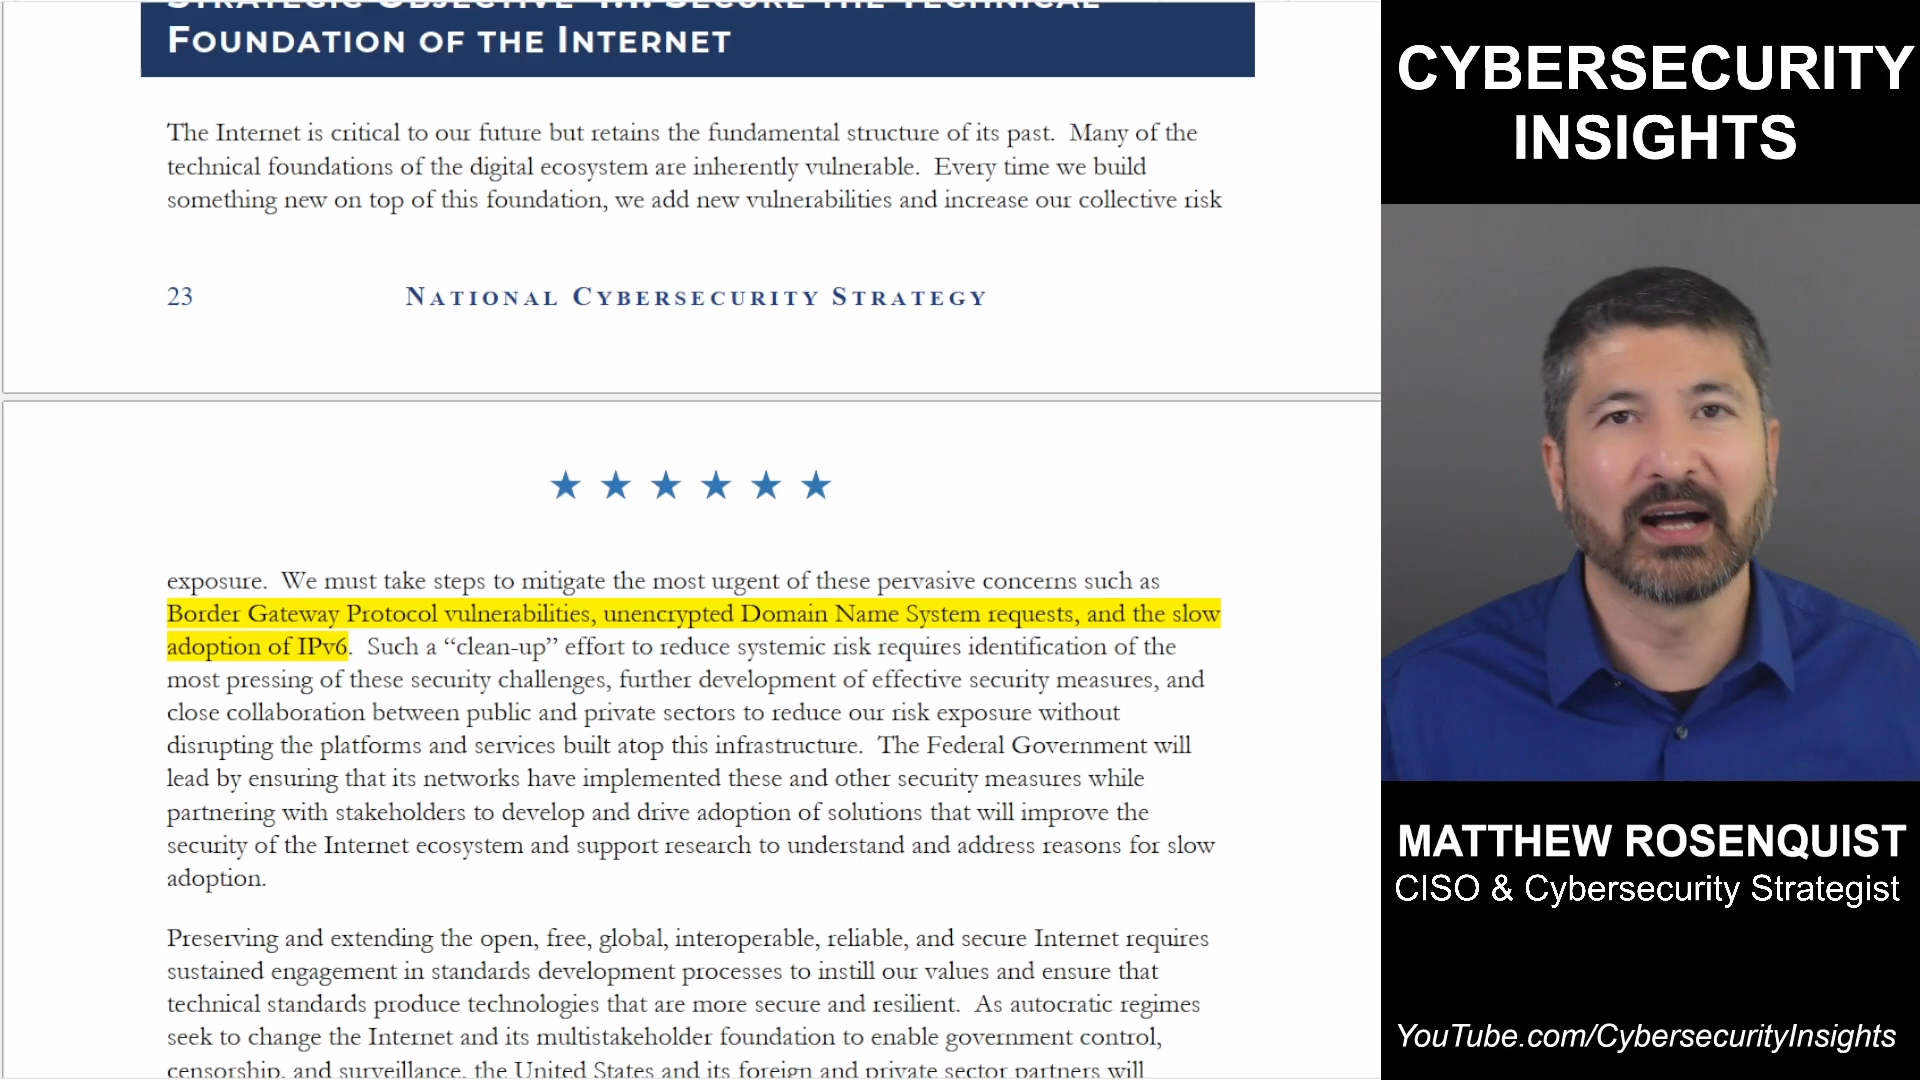 STRATEGIC OBJECTIVE 4.1: SECURE THE TECHNICAL
FOUNDATION OF THE INTERNET
The Internet is critical to our future but retains the fundamental structure of its past. Many of the
technical foundations of the digital ecosystem are inherently vulnerable. Every time we build
something new on top of this foundation, we add new vulnerabilities and increase our collective risk
23 NATIONAL CYBERSECURITY STRATEGY
exposure. We must take steps to mitigate the most urgent of these pervasive concerns such as
Border Gateway Protocol vulnerabilities, unencrypted Domain Name System requests, and the slow
adoption of IPv6. Such a “clean-up” effort to reduce systemic risk requires identification of the
most pressing of these security challenges, further development of effective security measures, and
close collaboration between public and private sectors to reduce our risk exposure without
disrupting the platforms and services built atop this infrastructure. The Federal Government will
lead by ensuring that its networks have implemented these and other security measures while
partnering with stakeholders to develop and drive adoption of solutions that will improve the
security of the Internet ecosystem and support research to understand and address reasons for slow
adoption.
Preserving and extending the open, free, global, interoperable, reliable, and secure Internet requires
sustained engagement in standards development processes to instill our values and ensure that
technical standards produce technologies that are more secure and resilient. As autocratic regimes
seek to change the Internet and its multistakeholder foundation to enable government control,
censorship, and surveillance, the United States and its foreign and private sector partners will
CYBERSECURITY
INSIGHTS
MATTHEW ROSENQUIST
CISO & Cybersecurity Strategist
YouTube.com/CybersecurityInsights